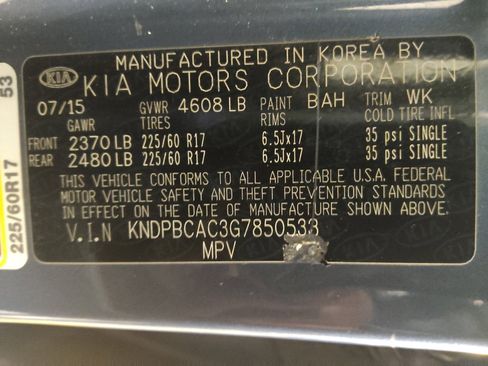 MANUFACTURED IN KOREA BY
KIA KIA MOTORS CORPORATION
07/15 GVWR 4608 LB PAINT BAH TRIM WK
GAWR TIRES RIMS COLD TIRE INFL
FRONT 2370 LB 225/60 R17 6.5Jx17 35 psi SINGLE
REAR 2480 LB 225/60 R17 6.5Jx17 35 psi SINGLE
THIS VEHICLE CONFORMS TO ALL APPLICABLE U.S.A. FEDERAL
MOTOR VEHICLE SAFETY AND THEFT PREVENTION STANDARDS
IN EFFECT ON THE DATE OF MANUFACTURE SHOWN ABOVE.
V.I.N KNDPBCAC3G7850533
MPV
225/60R17 53